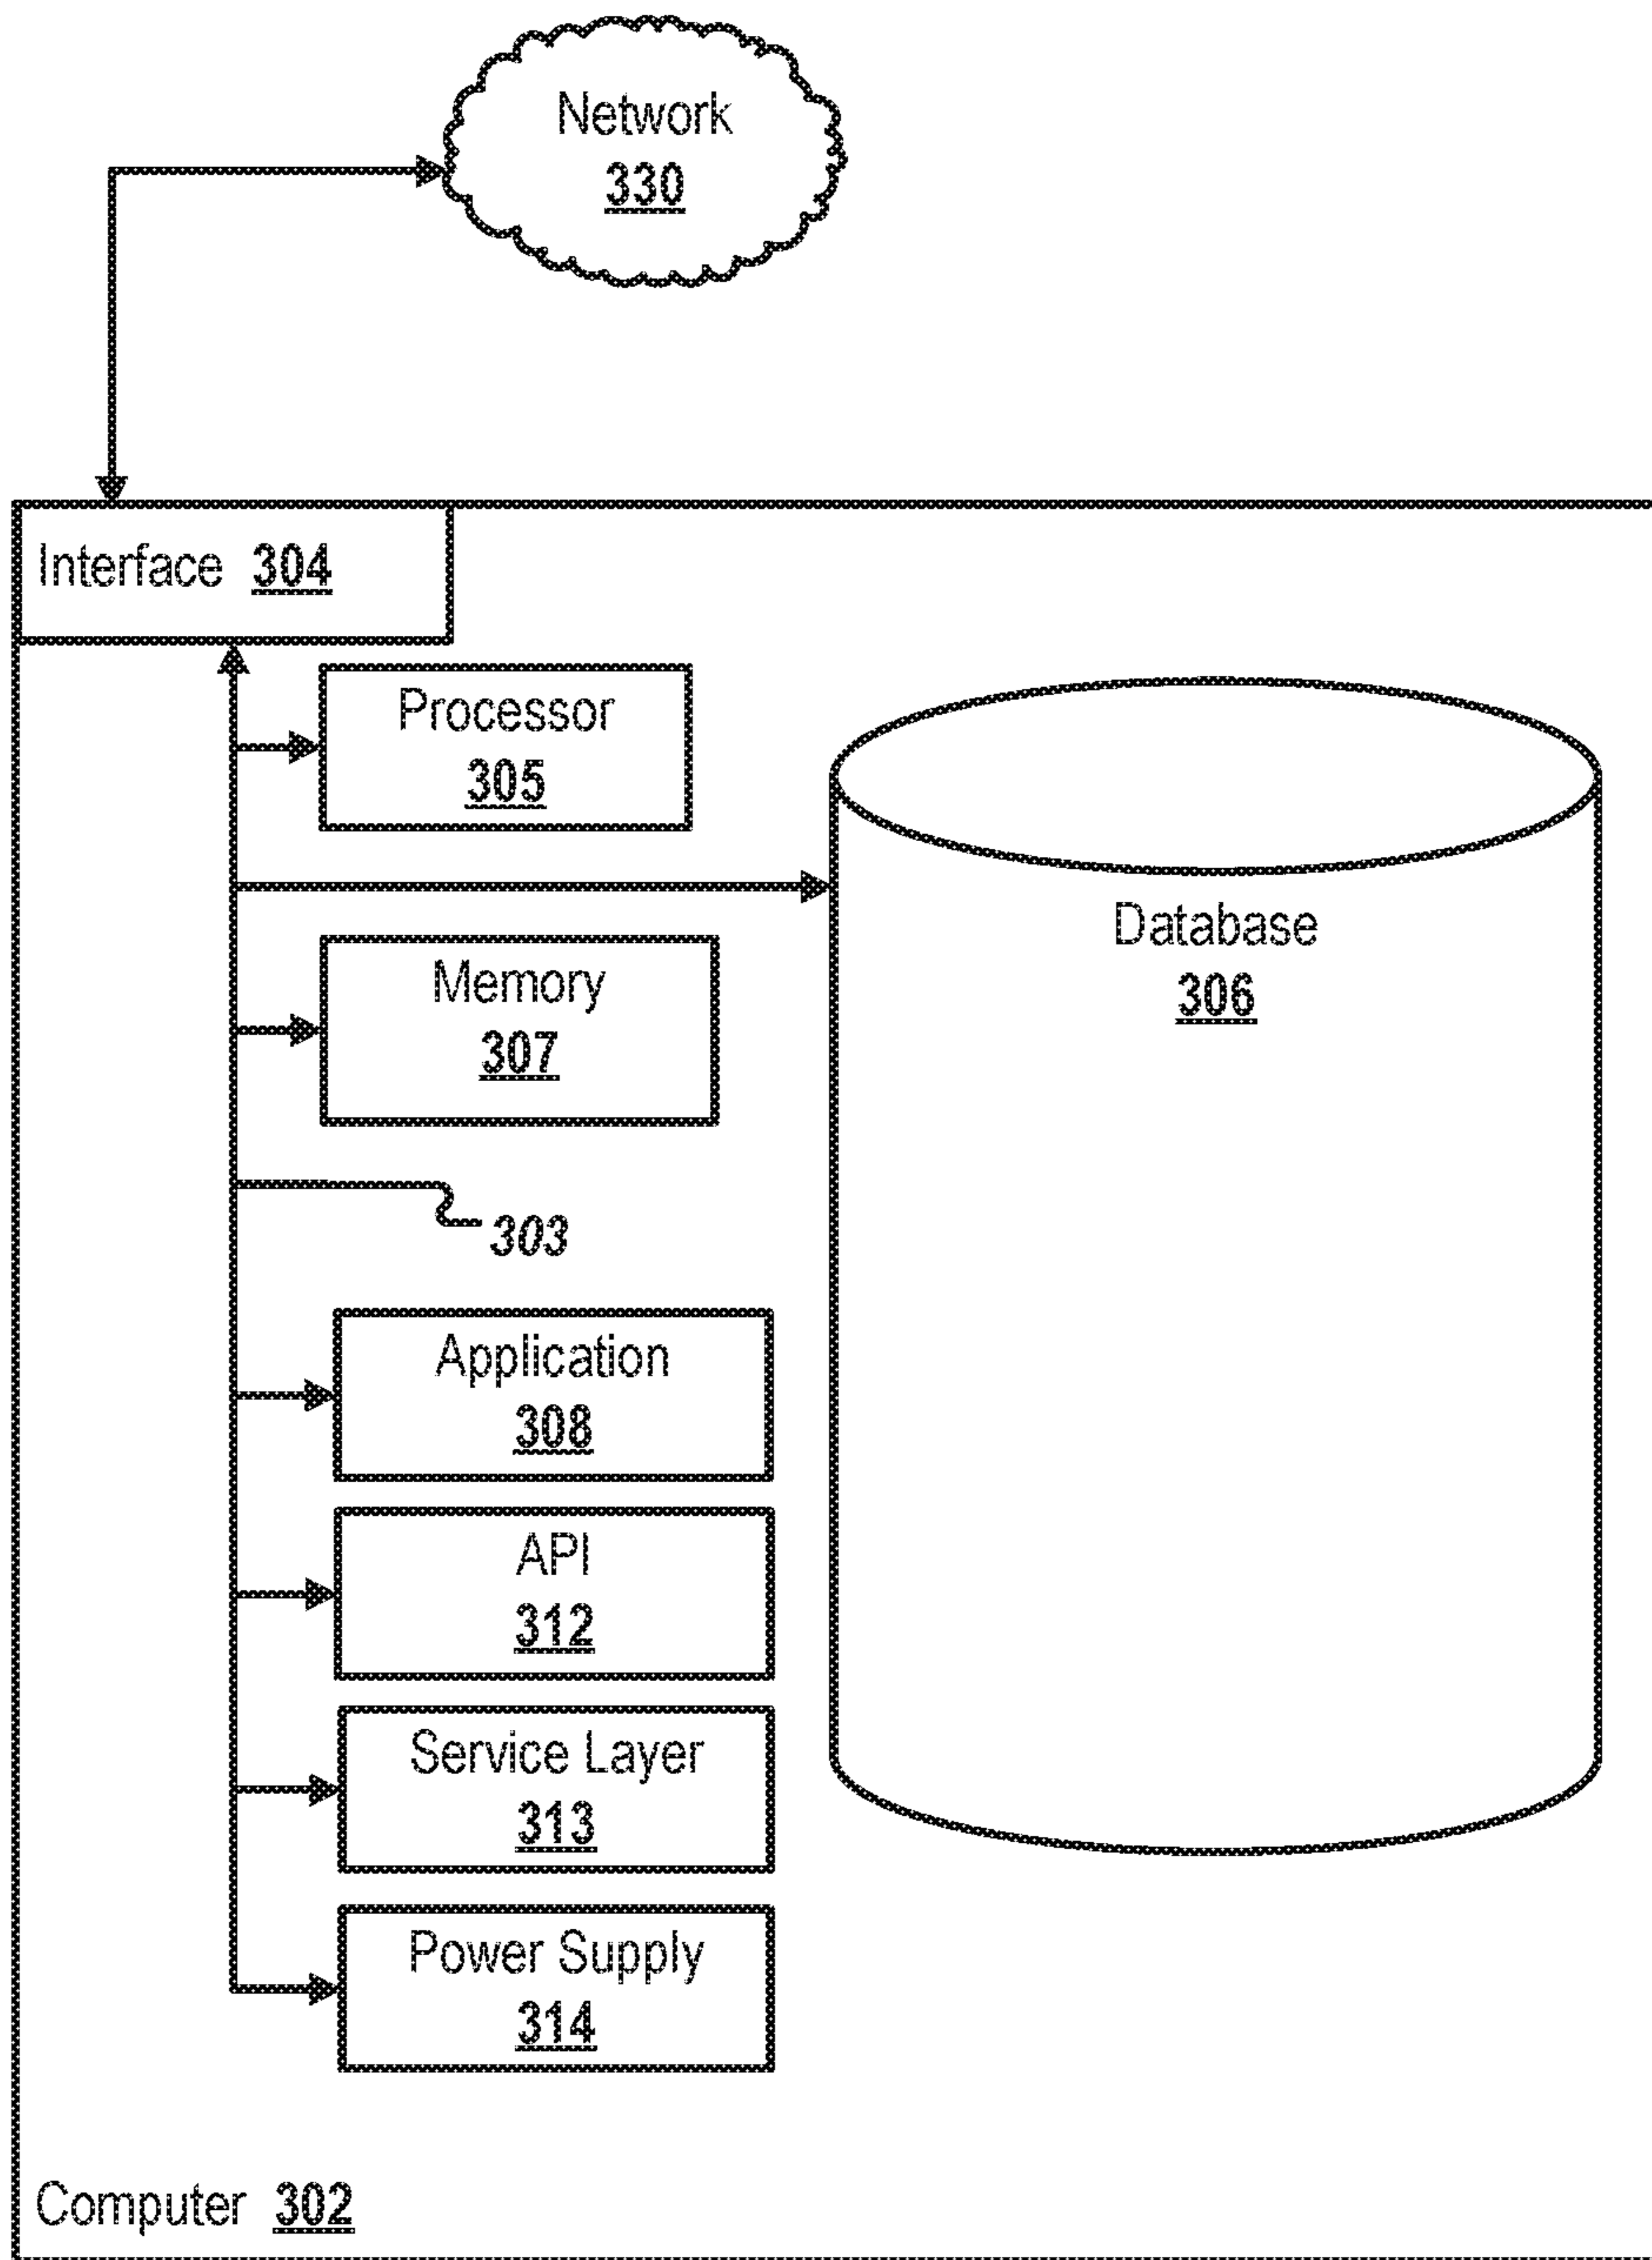 Network
330
Interface 304
Processor
305
Database
306
Memory
307
303
Application
308
API
312
Service Layer
313
Power Supply
314
Computer 302